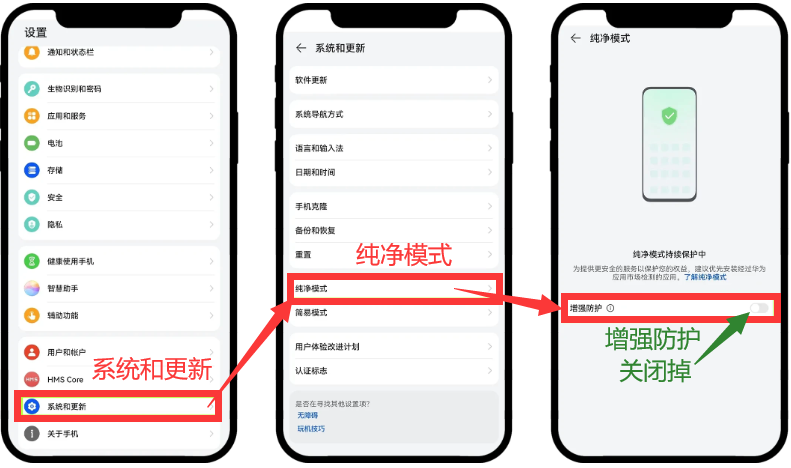 设置
通知和状态栏
生物识别和密码
应用和服务
电池
存储
安全
隐私
健康使用手机
智慧助手
辅助功能
用户和帐户
HMS Core
系统和更新
关于手机
系统和更新
系统和更新
软件更新
系统导航方式
语言和输入法
日期和时间
手机克隆
备份和恢复
重置
纯净模式
简易模式
用户体验改进计划
认证标志
是否在寻找其他设置项?
无障碍
玩机技巧
纯净模式
纯净模式
纯净模式持续保护中
为提供更安全的服务以保护您的权益,建议优先安装经过华为
应用市场检测的应用。了解纯净模式
增强防护
增强防护
关闭掉